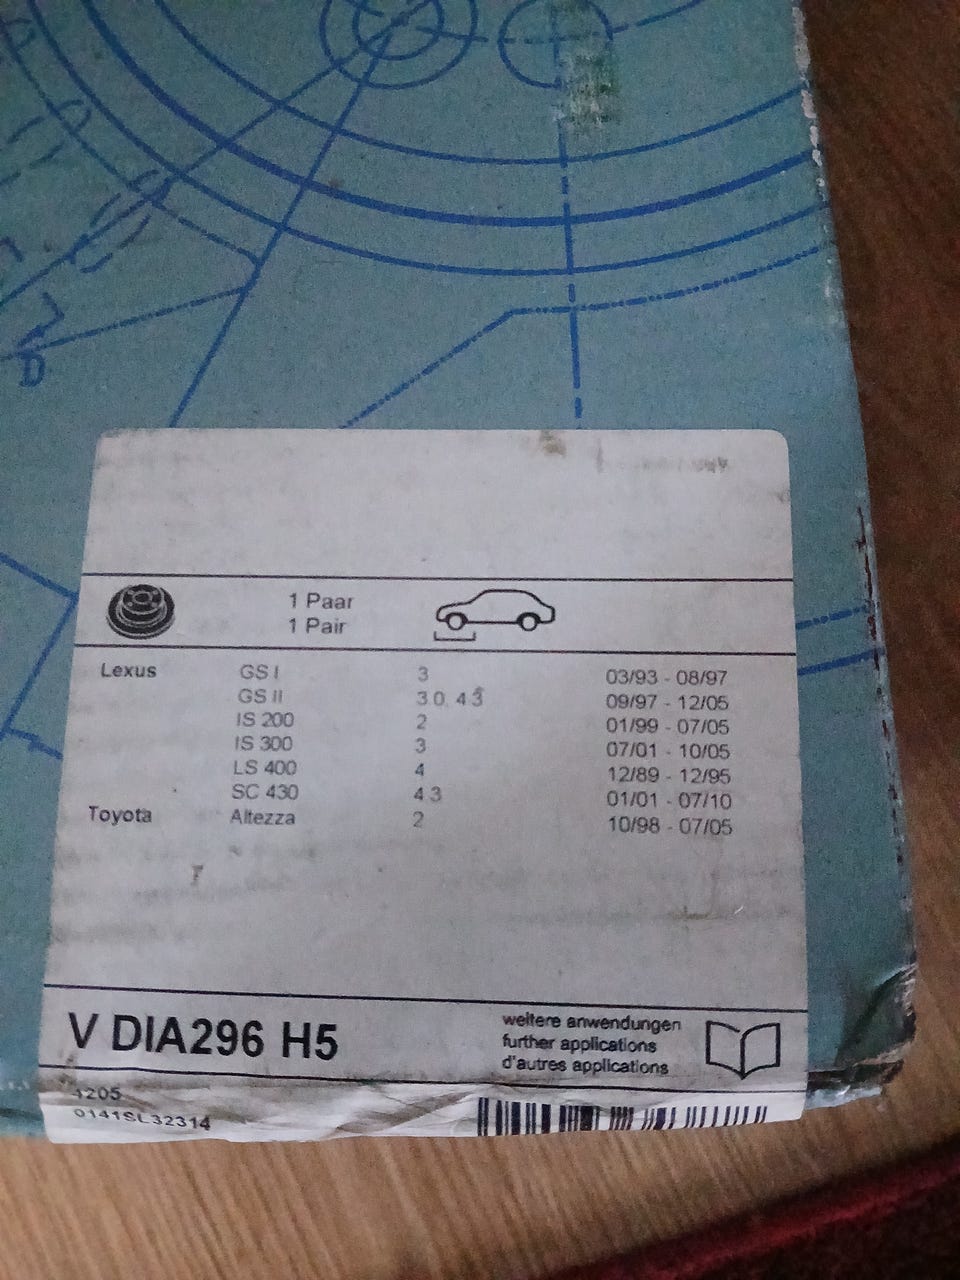 D
1 Paar
1 Pair
Lexus GS I 3 03/93 - 08/97
GS II 3.0, 4.3 09/97 - 12/05
IS 200 2 01/99 - 07/05
IS 300 3 07/01 - 10/05
LS 400 4 12/89 - 12/95
SC 430 4.3 01/01 - 07/10
Toyota Altezza 2 10/98 - 07/05
V DIA296 H5
weitere anwendungen
further applications
d'autres applications
4205
0141SL32314